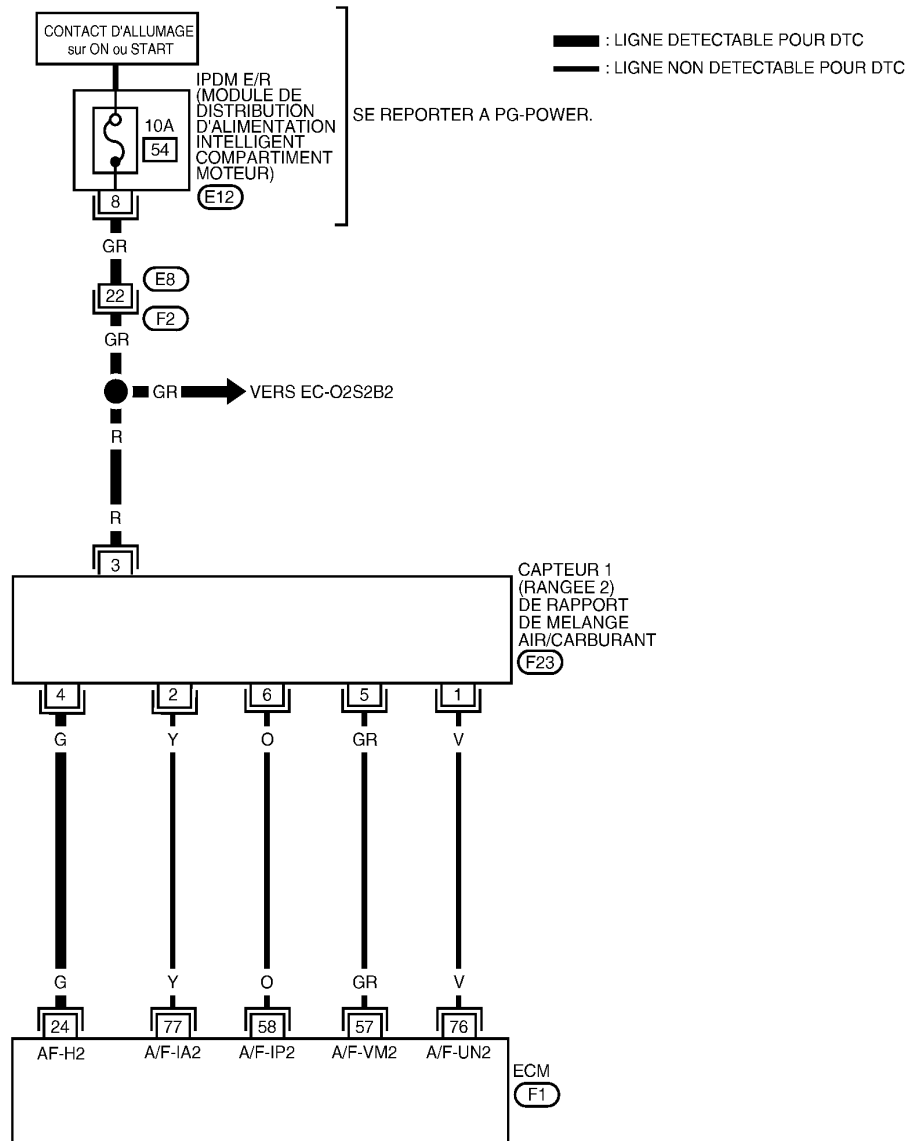 CONTACT D'ALLUMAGE
sur ON ou START
: LIGNE DETECTABLE POUR DTC
: LIGNE NON DETECTABLE POUR DTC
IPDM E/R
(MODULE DE
DISTRIBUTION
D'ALIMENTATION
INTELLIGENT
COMPARTIMENT
MOTEUR)
E12
SE REPORTER A PG-POWER.
10A
54
8
GR
E8
22
F2
GR
GR
VERS EC-O2S2B2
R
R
3
CAPTEUR 1
(RANGEE 2)
DE RAPPORT
DE MELANGE
AIR/CARBURANT
F23
4 2 6 5 1
G Y O GR V
G Y O GR V
24 77 58 57 76
AF-H2 A/F-IA2 A/F-IP2 A/F-VM2 A/F-UN2
ECM
F1